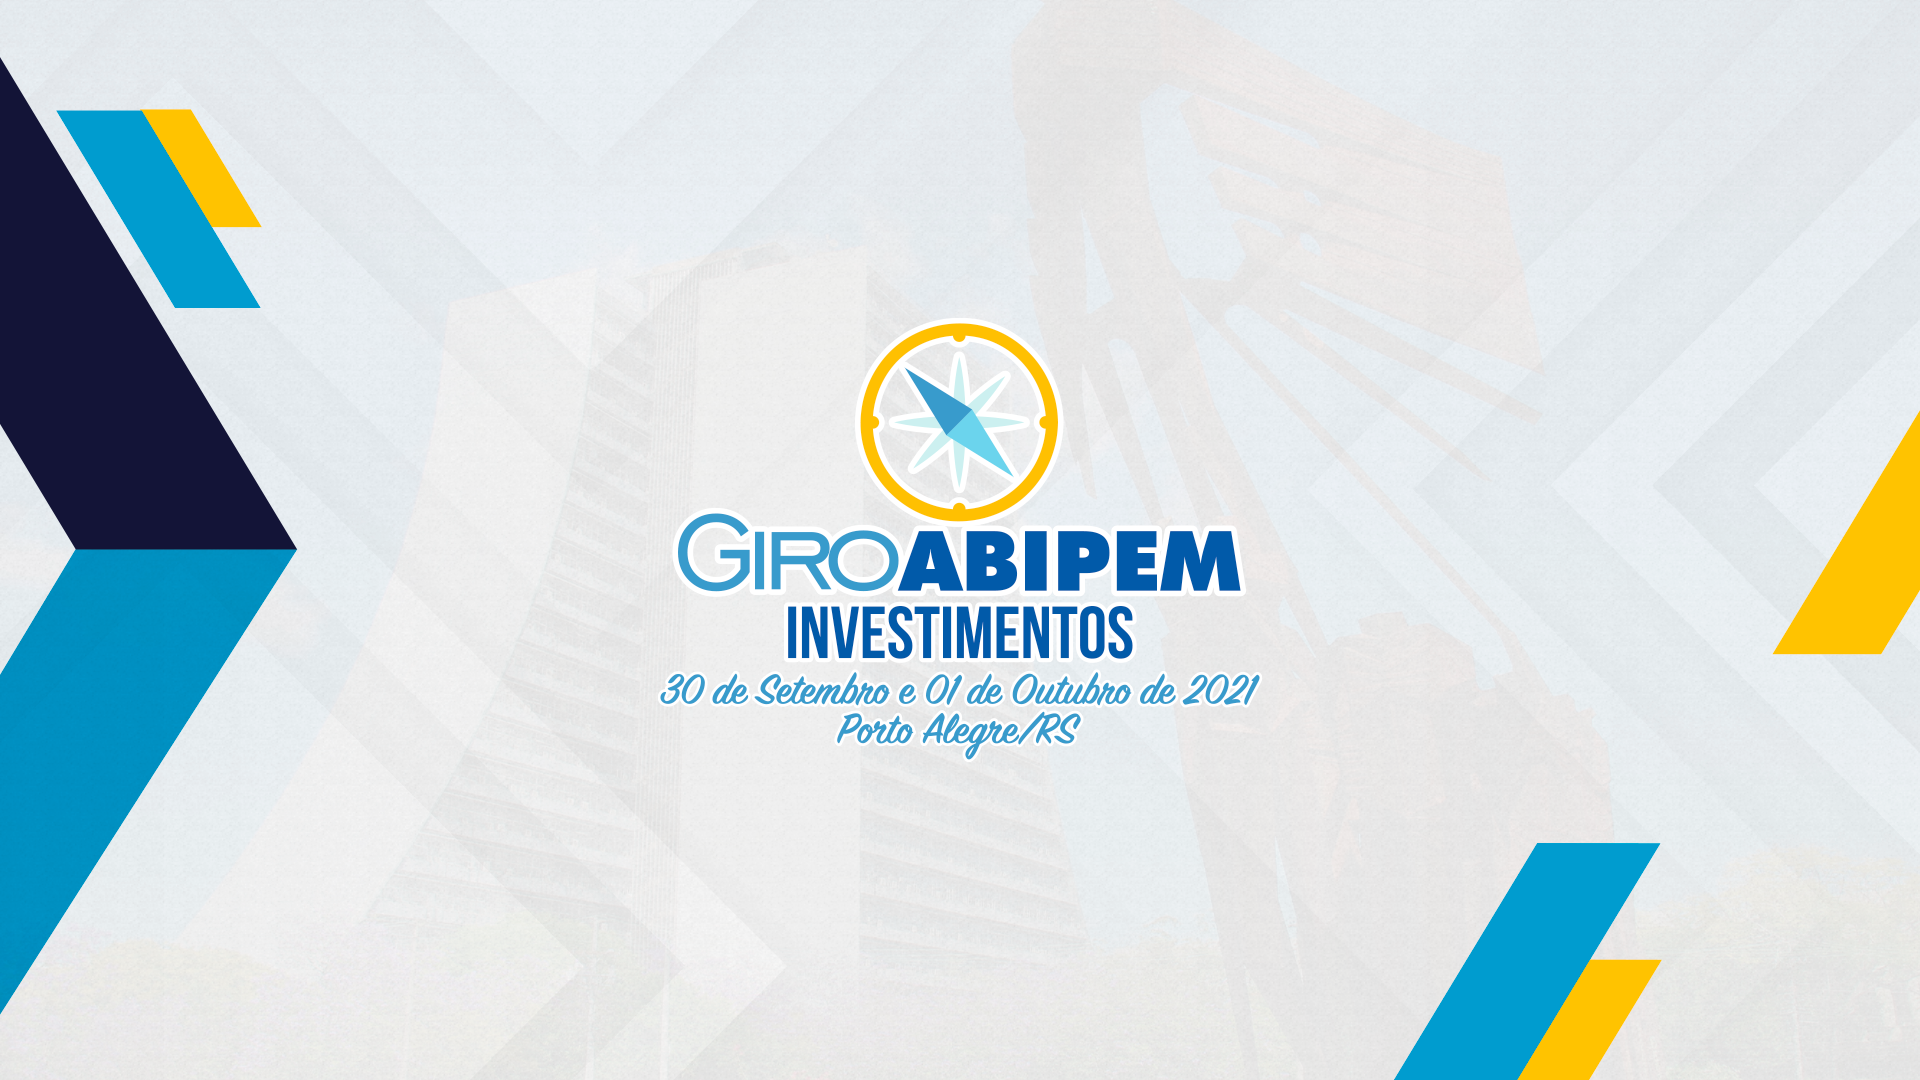 GIROABIPEM
INVESTIMENTOS
30 de Setembro e 01 de Outubro de 2021
Porto Alegre/RS